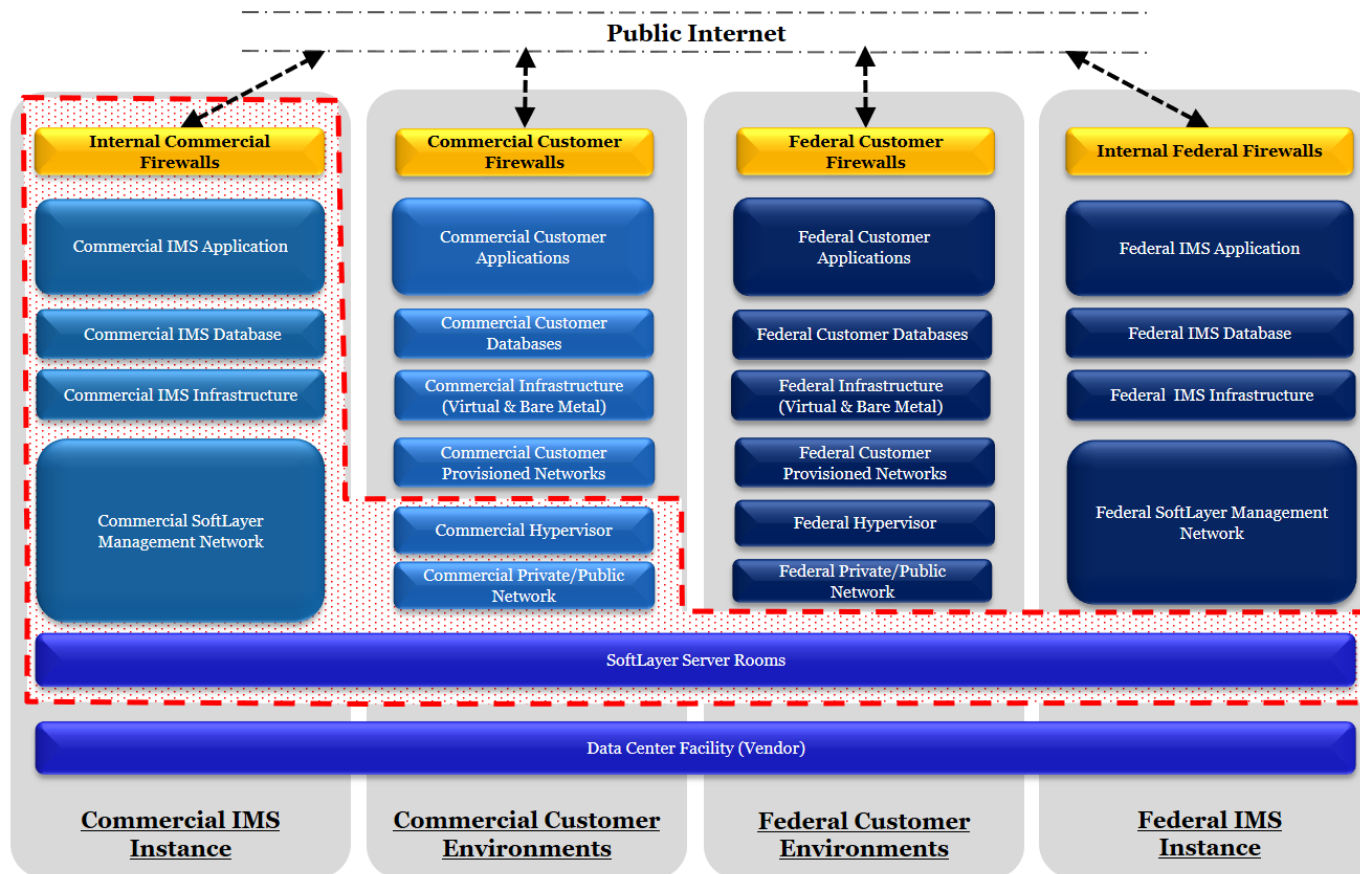 Public Internet
Internal Commercial
Firewalls
Commercial IMS Application
Commercial IMS Database
Commercial IMS Infrastructure
Commercial SoftLayer
Management Network
Commercial Customer
Firewalls
Commercial Customer
Applications
Commercial Customer
Databases
Commercial Infrastructure
(Virtual & Bare Metal)
Commercial Customer
Provisioned Networks
Commercial Hypervisor
Commercial Private/Public
Network
Federal Customer
Firewalls
Federal Customer
Applications
Federal Customer Databases
Federal Infrastructure
(Virtual & Bare Metal)
Federal Customer
Provisioned Networks
Federal Hypervisor
Federal Private/Public
Network
Internal Federal Firewalls
Federal IMS Application
Federal IMS Database
Federal IMS Infrastructure
Federal SoftLayer Management
Network
SoftLayer Server Rooms
Data Center Facility (Vendor)
Commercial IMS
Instance
Commercial Customer
Environments
Federal Customer
Environments
Federal IMS
Instance